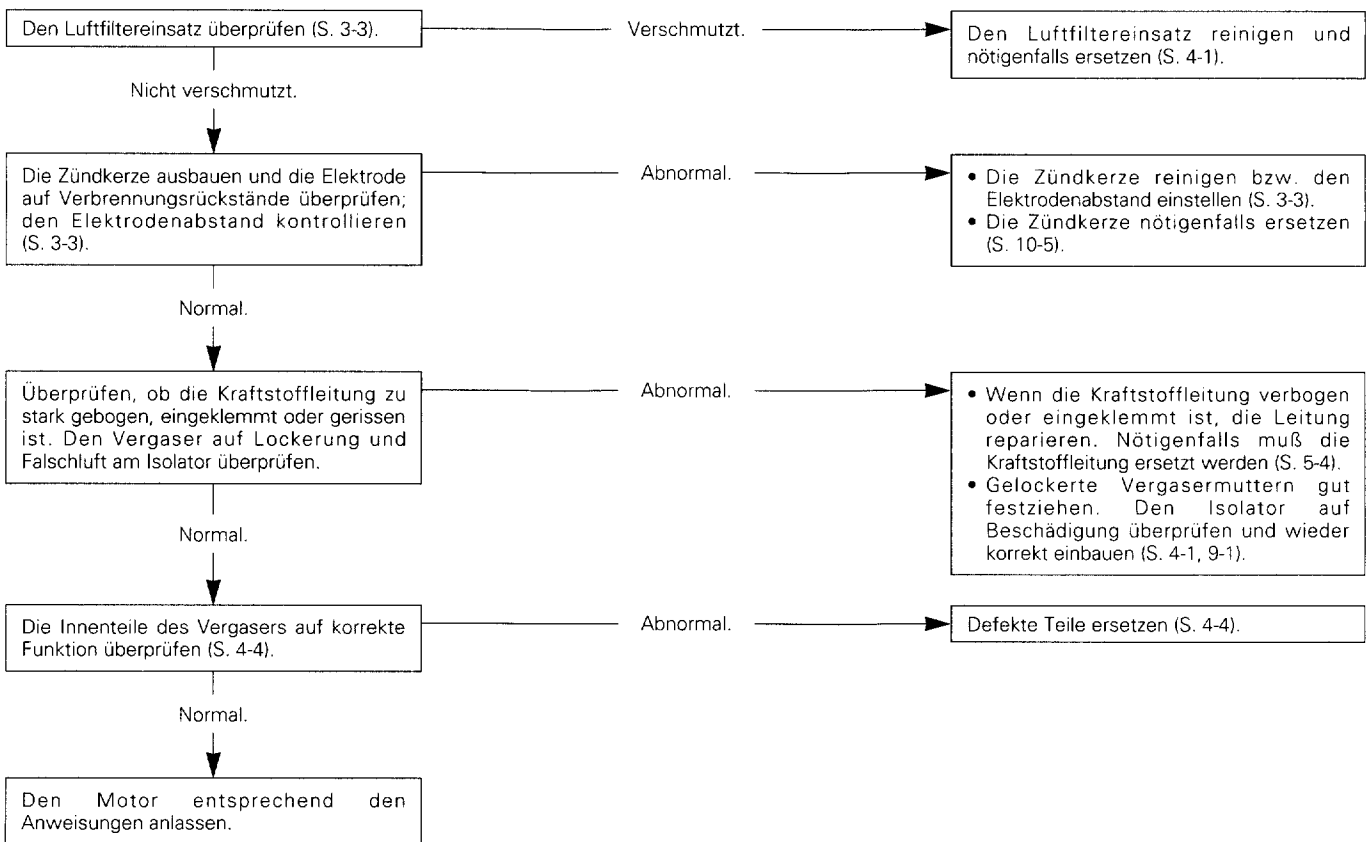 Den Luftfiltereinsatz überprüfen (S. 3-3).
Verschmutzt.
Den Luftfiltereinsatz reinigen und
nötigenfalls ersetzen (S. 4-1).
Nicht verschmutzt.
Die Zündkerze ausbauen und die Elektrode
auf Verbrennungsrückstände überprüfen;
den Elektrodenabstand kontrollieren
(S. 3-3).
Abnormal.
• Die Zündkerze reinigen bzw. den
Elektrodenabstand einstellen (S. 3-3).
• Die Zündkerze nötigenfalls ersetzen
(S. 10-5).
Normal.
Überprüfen, ob die Kraftstoffleitung zu
stark gebogen, eingeklemmt oder gerissen
ist. Den Vergaser auf Lockerung und
Falschluft am Isolator überprüfen.
Abnormal.
• Wenn die Kraftstoffleitung verbogen
oder eingeklemmt ist, die Leitung
reparieren. Nötigenfalls muß die
Kraftstoffleitung ersetzt werden (S. 5-4).
• Gelockerte Vergasermuttern gut
festziehen. Den Isolator auf
Beschädigung überprüfen und wieder
korrekt einbauen (S. 4-1, 9-1).
Normal.
Die Innenteile des Vergasers auf korrekte
Funktion überprüfen (S. 4-4).
Abnormal.
Defekte Teile ersetzen (S. 4-4).
Normal.
Den Motor entsprechend den
Anweisungen anlassen.